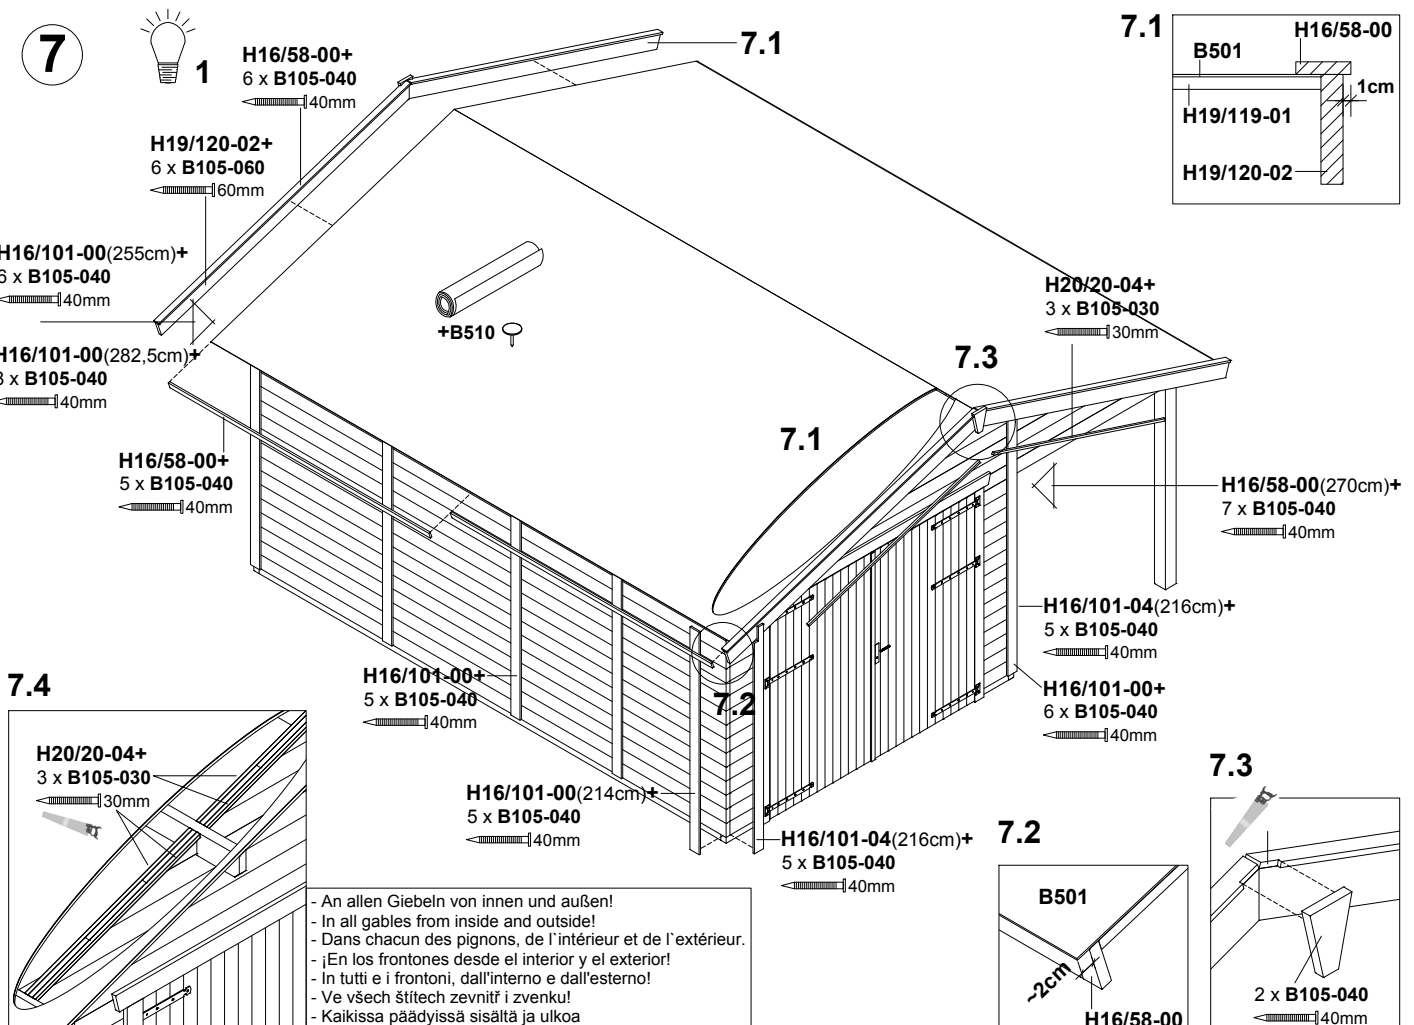 7
1
H16/58-00+
6 x B105-040
40mm
7.1
H19/120-02+
6 x B105-060
60mm
H16/101-00(255cm)+
6 x B105-040
40mm
H16/101-00(282,5cm)+
3 x B105-040
40mm
H16/58-00+
5 x B105-040
40mm
+B510
7.1
7.3
H20/20-04+
3 x B105-030
30mm
7.1
B501
H16/58-00
1cm
H19/119-01
H19/120-02
H16/58-00(270cm)+
7 x B105-040
40mm
H16/101-04(216cm)+
5 x B105-040
40mm
H16/101-00+
6 x B105-040
40mm
H16/101-00+
5 x B105-040
40mm
7.2
H16/101-00(214cm)+
5 x B105-040
40mm
H16/101-04(216cm)+
5 x B105-040
40mm
7.4
H20/20-04+
3 x B105-030
30mm
- An allen Giebeln von innen und außen!
- In all gables from inside and outside!
- Dans chacun des pignons, de l`intérieur et de l`extérieur.
- ¡En los frontones desde el interior y el exterior!
- In tutti e i frontoni, dall'interno e dall'esterno!
- Ve všech štítech zevnitř i zvenku!
- Kaikissa päädyissä sisältä ja ulkoa
7.2
B501
~2cm
H16/58-00
7.3
2 x B105-040
40mm